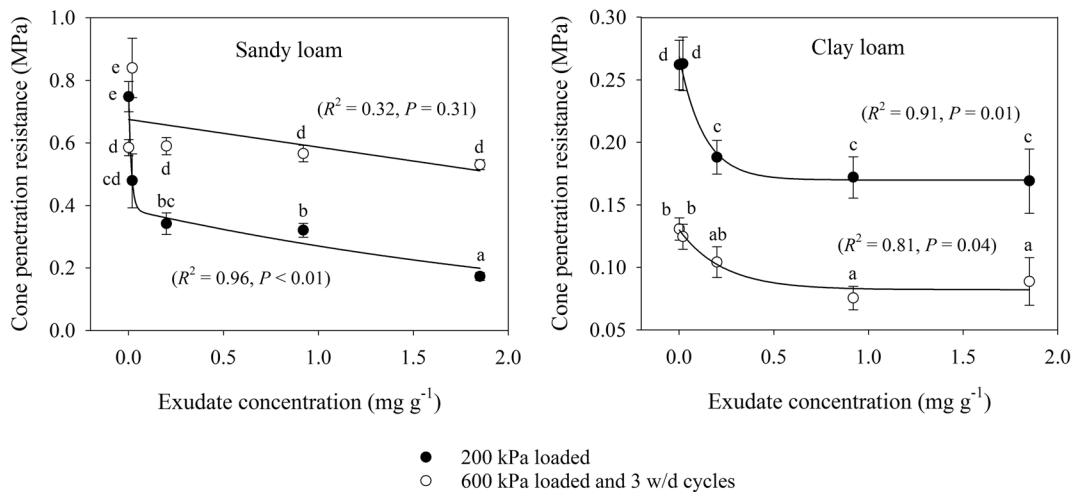 Sandy loam
Cone penetration resistance (MPa)
1.0
0.8
0.6
0.4
0.2
0.0
e
e
d
cd
d
bc
d
b
d
a
(R² = 0.32, P = 0.31)
(R² = 0.96, P < 0.01)
0.0 0.5 1.0 1.5 2.0
Exudate concentration (mg g⁻¹)
Clay loam
Cone penetration resistance (MPa)
0.30
0.25
0.20
0.15
0.10
0.05
d d
c
c
c
(R² = 0.91, P = 0.01)
b b
ab
a
a
(R² = 0.81, P = 0.04)
0.0 0.5 1.0 1.5 2.0
Exudate concentration (mg g⁻¹)
200 kPa loaded
600 kPa loaded and 3 w/d cycles